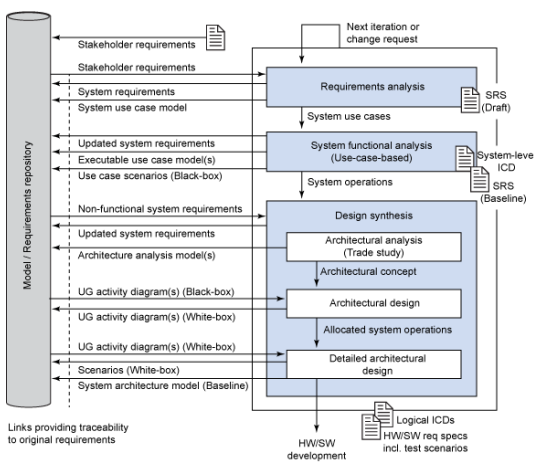 Next iteration or
change request
Stakeholder requirements
Stakeholder requirements
System requirements
System use case model
Requirements analysis
SRS
(Draft)
System use cases
Updated system requirements
Executable use case model(s)
Use case scenarios (Black-box)
System functional analysis
(Use-case-based)
System-leve
ICD
SRS
(Baseline)
System operations
Model / Requirements repository
Non-functional system requirements
Updated system requirements
Architecture analysis model(s)
Design synthesis
Architectural analysis
(Trade study)
Architectural concept
UG activity diagram(s) (Black-box)
UG activity diagram(s) (White-box)
Architectural design
Allocated system operations
UG activity diagram(s) (White-box)
Scenarios (White-box)
System architecture model (Baseline)
Detailed architectural
design
Links providing traceability
to original requirements
HW/SW
development
Logical ICDs
HW/SW req specs
incl. test scenarios